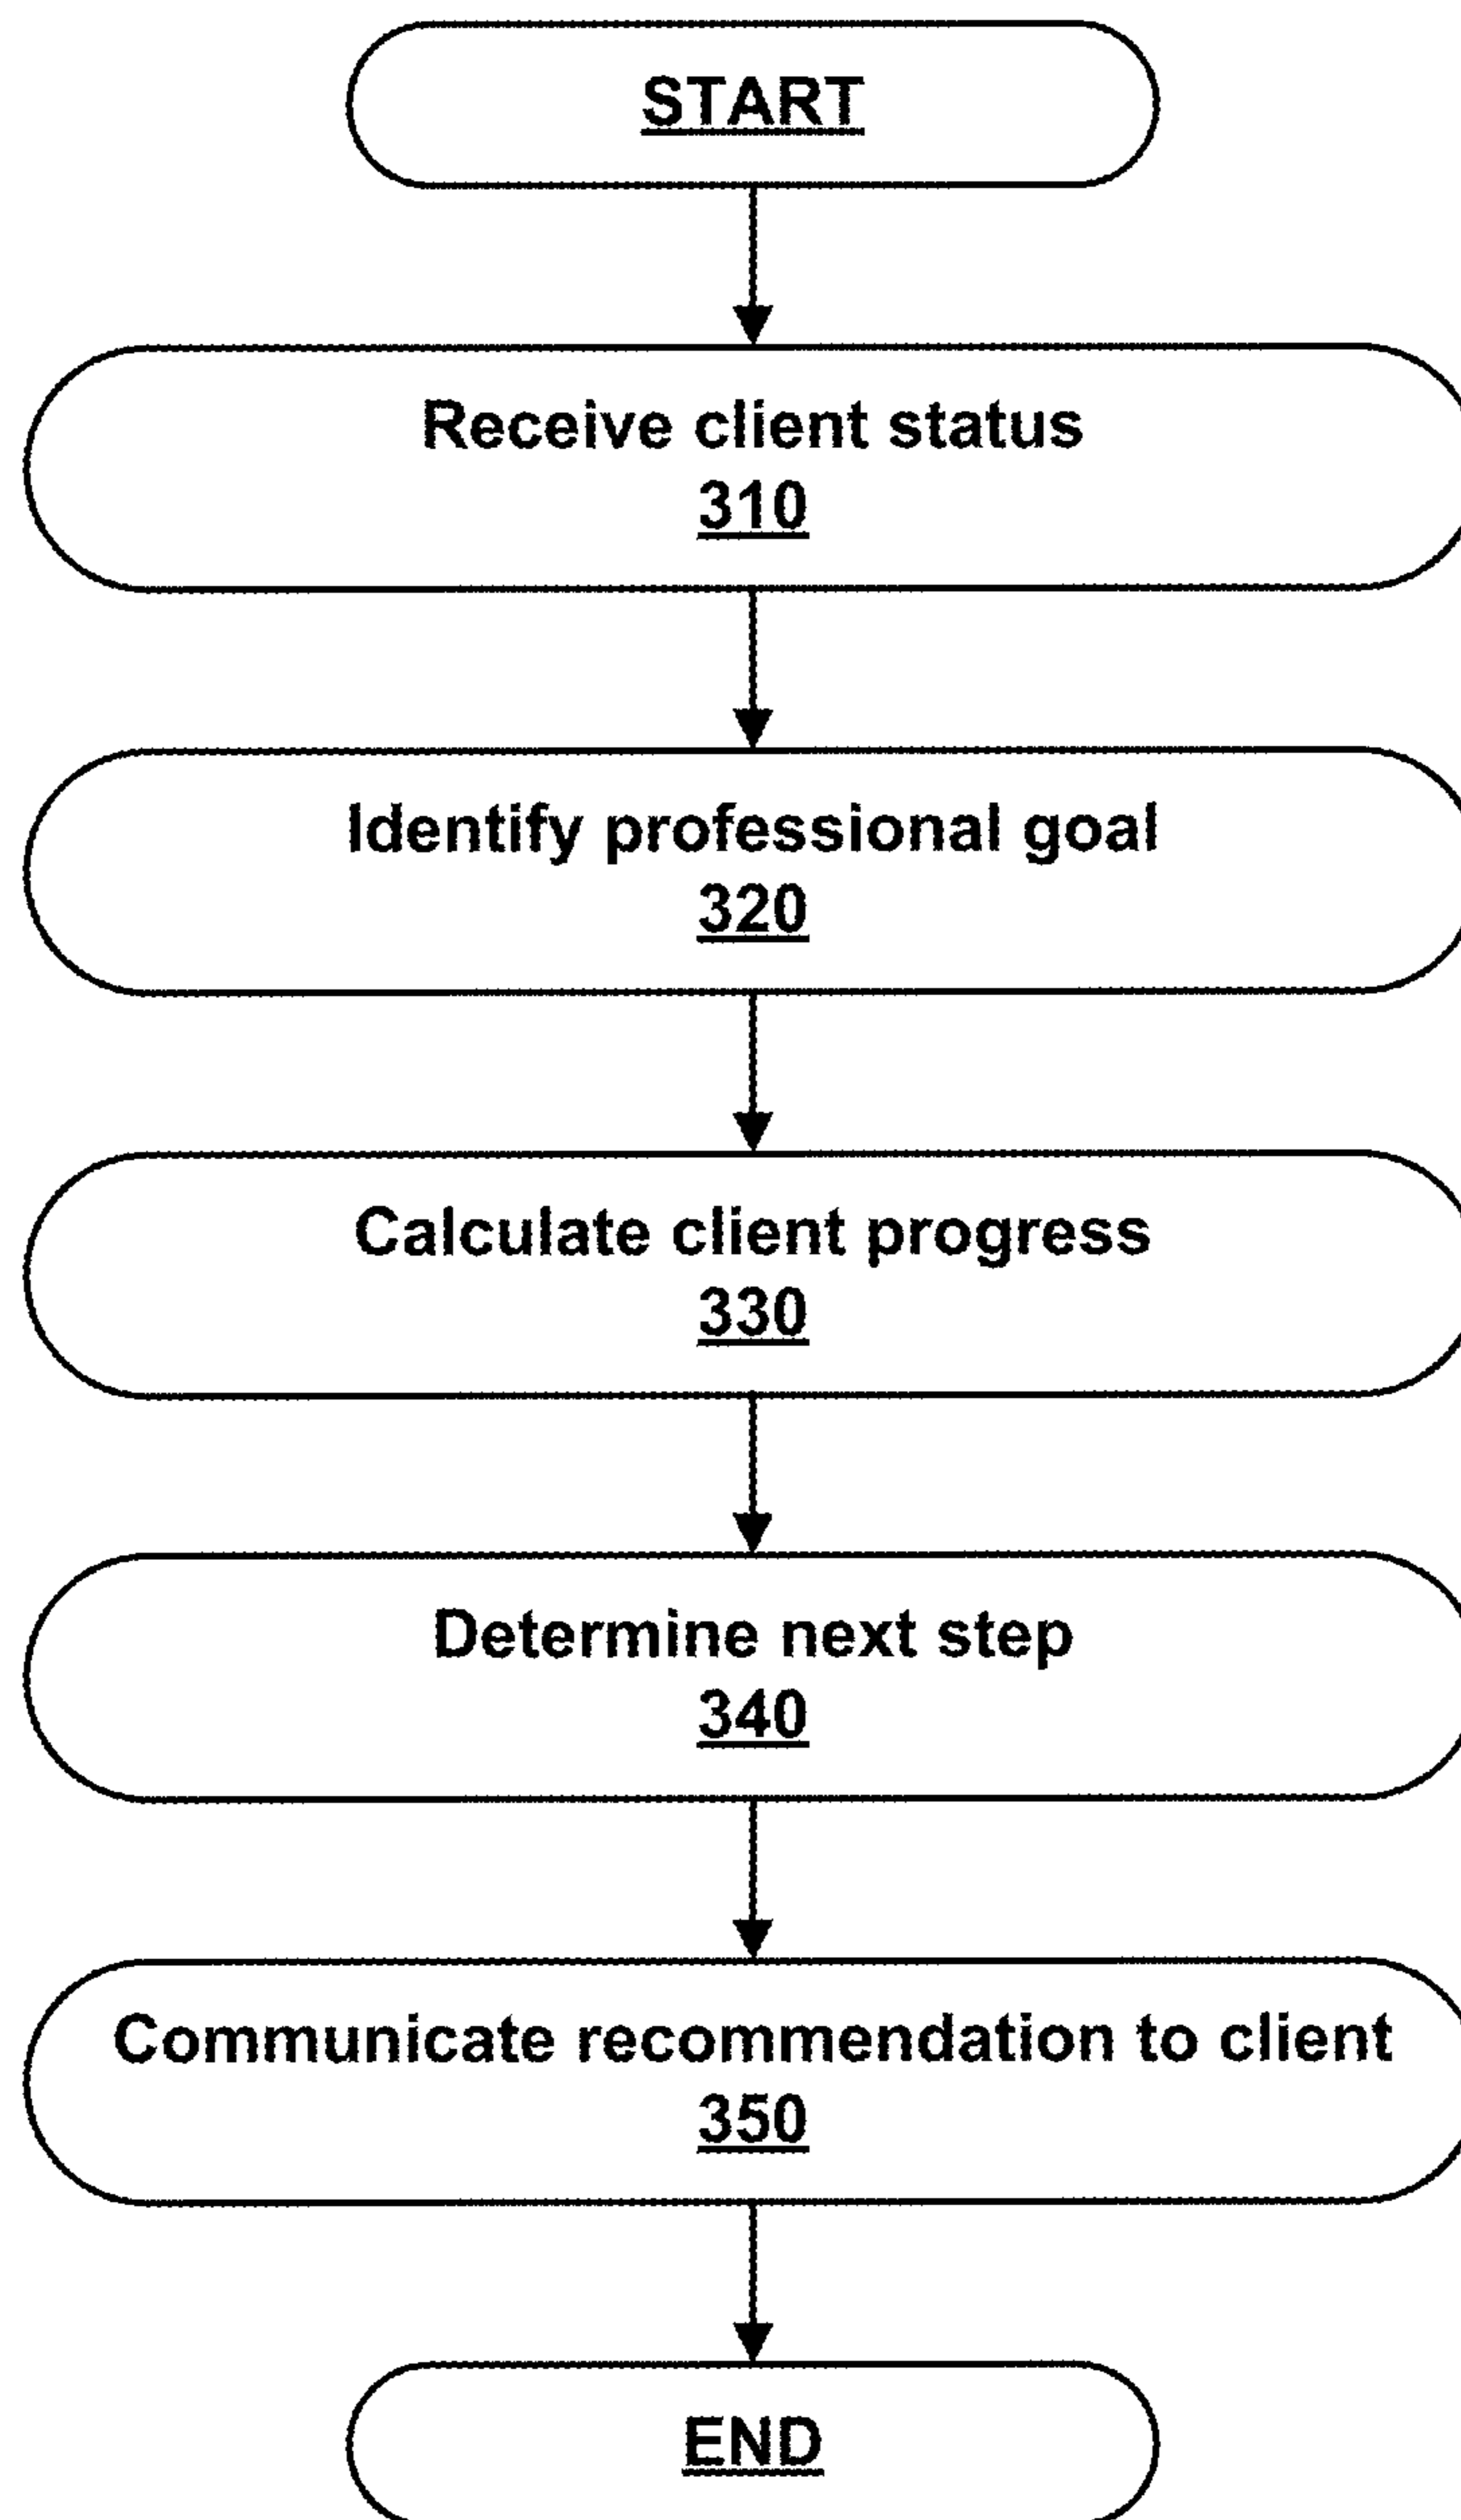 START
Receive client status
310
Identify professional goal
320
Calculate client progress
330
Determine next step
340
Communicate recommendation to client
350
END